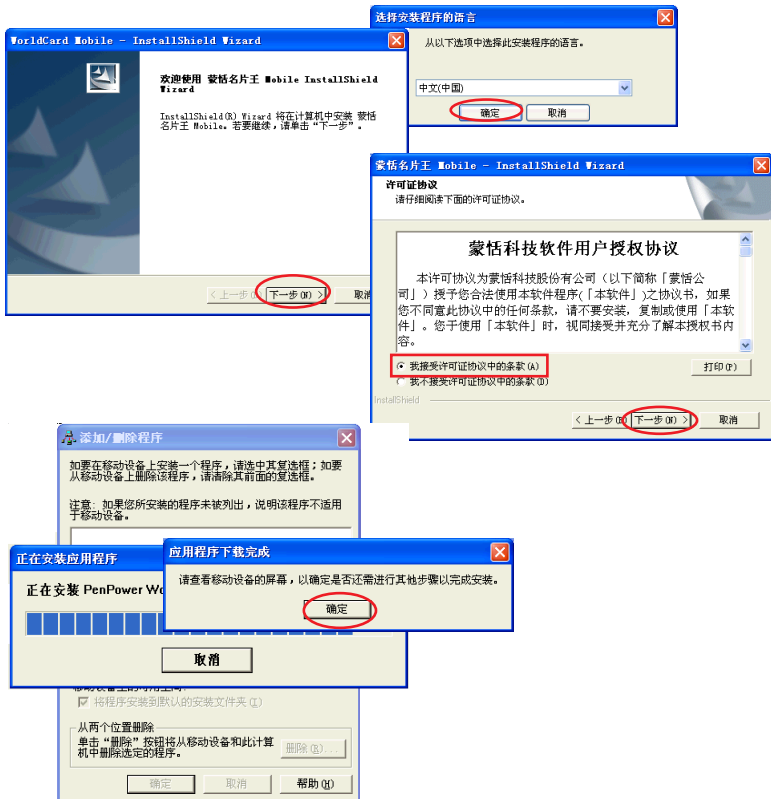 选择安装程序的语言
从以下选项中选择此安装程序的语言。
中文(中国)
确定
取消
WorldCard Mobile - InstallShield Wizard
欢迎使用 蒙恬名片王 Mobile InstallShield
Wizard
InstallShield(R) Wizard 将在计算机中安装 蒙恬
名片王 Mobile。若要继续，请单击“下一步”。
< 上一步
下一步(N) >
取消
蒙恬名片王 Mobile - InstallShield Wizard
许可证协议
请仔细阅读下面的许可证协议。
蒙恬科技软件用户授权协议
本许可协议为蒙恬科技股份有公司（以下简称「蒙恬公
司」）授予您合法使用本软件程序(「本软件」)之协议书，如果
您不同意此协议中的任何条款，请不要安装，复制或使用「本软
件」。您于使用「本软件」时，视同接受并充分了解本授权书内
容。
我接受许可证协议中的条款(A)
打印(P)
我不接受许可证协议中的条款(D)
InstallShield
< 上一步(B)
下一步(N) >
取消
添加/删除程序
如要在移动设备上安装一个程序，请选中其复选框；如要
从移动设备上删除该程序，请清除其前面的复选框。
注意: 如果您所安装的程序未被列出，说明该程序不适用
于移动设备。
正在安装应用程序
正在安装 PenPower Wo
取消
应用程序下载完成
请查看移动设备的屏幕，以确定是否还需进行其他步骤以完成安装。
确定
移动设备上的可用空间:
将程序安装到默认的安装文件夹(I)
从两个位置删除
单击“删除”按钮将从移动设备和此计算
机中删除选定的程序。
删除(R)...
确定
取消
帮助(H)